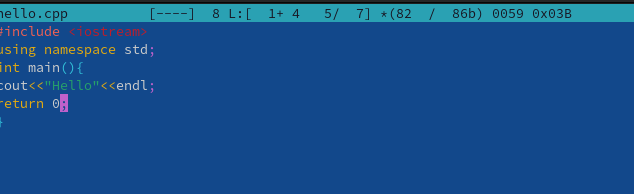 hello.cpp [----] 8 L:[ 1+ 4 5/ 7] *(82 / 86b) 0059 0x03B
#include <iostream>
using namespace std;
int main(){
cout<<"Hello"<<endl;
return 0;
}